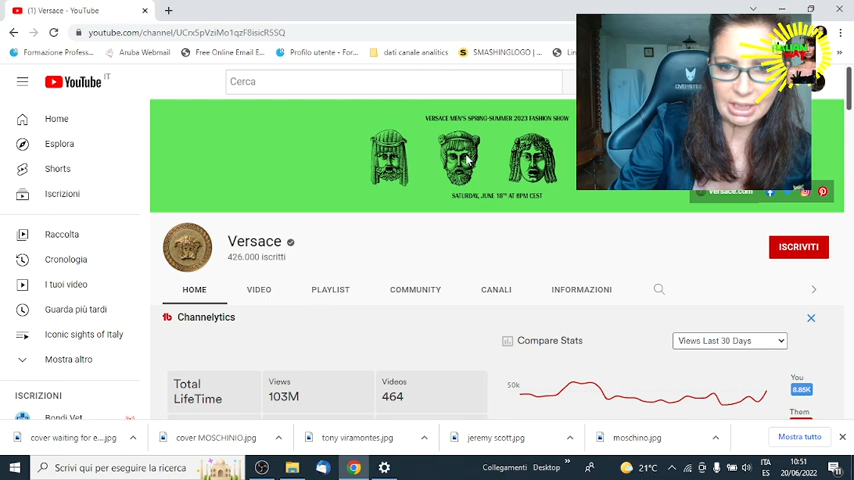 Versace - YouTube
youtube.com/channel/UCrxSpVziMo1qzF8isicR5SQ
Formazione Profess...
Aruba Webmail
Free Online Email F...
Profilo utente - For...
dati canale analitics
SMASHINGLOGO | ...
YouTube IT
Cerca
VERSACE MEN'S SPRING-SUMMER 2023 FASHION SHOW
SATURDAY, JUNE 18TH AT 8PM CEST
Versace.com
Home
Esplora
Shorts
Iscrizioni
Raccolta
Cronologia
I tuoi video
Guarda più tardi
Iconic sights of Italy
Mostra altro
ISCRIZIONI
Bondi Vet
Versace
426.000 iscritti
ISCRIVITI
HOME
VIDEO
PLAYLIST
COMMUNITY
CANALI
INFORMAZIONI
Channelytics
Compare Stats
Views Last 30 Days
Total
LifeTime
Views
103M
Videos
464
50k
You
8.85K
Them
cover waiting for e....jpg
cover MOSCHINIO.jpg
tony viramontes.jpg
jeremy scott.jpg
moschino.jpg
Mostra tutto
Scrivi qui per eseguire la ricerca
Collegamenti
Desktop
21°C
ITA
ES
10:51
20/06/2022